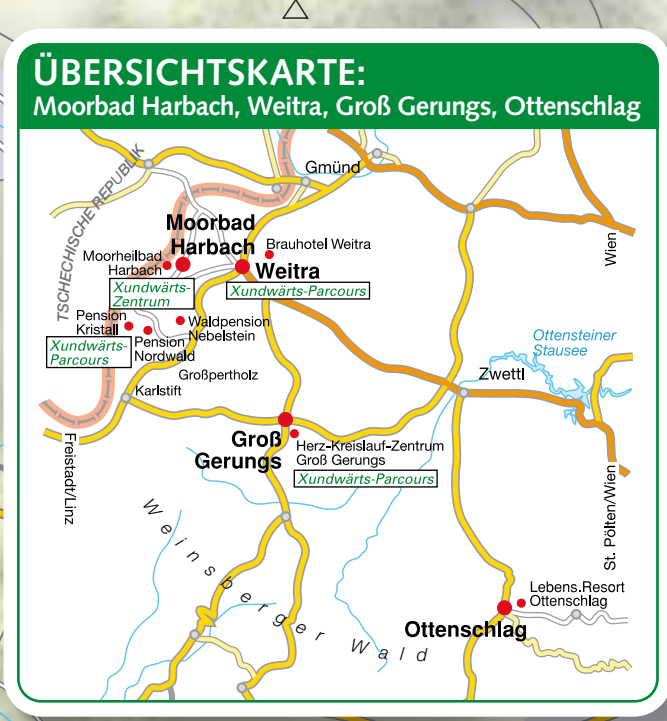 ÜBERSICHTSKARTE:
Moorbad Harbach, Weitra, Groß Gerungs, Ottenschlag
TSCHECHISCHE REPUBLIK
Gmünd
Moorbad
Harbach
Moorheilbad
Harbach
Brauhotel Weitra
Weitra
Wien
Xundwärts-
Zentrum
Xundwärts-Parcours
Pension
Kristall
Waldpension
Nebelstein
Xundwärts-
Parcours
Pension
Nordwald
Ottensteiner
Stausee
Großpertholz
Zwettl
Karlstift
Groß
Gerungs
Herz-Kreislauf-Zentrum
Groß Gerungs
Xundwärts-Parcours
Freistadt/Linz
St. Pölten/Wien
Weinsberger Wald
Lebens.Resort
Ottenschlag
Ottenschlag